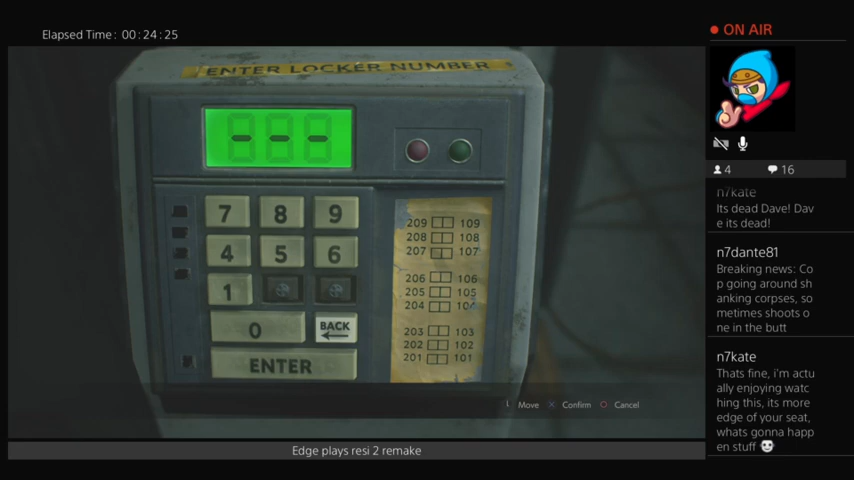 Elapsed Time: 00:24:25
ON AIR
ENTER LOCKER NUMBER
- - -
7 8 9
4 5 6
1
0 BACK
ENTER
209 109
208 108
207 107
206 106
205 105
204 104
203 103
202 102
201 101
Move Confirm Cancel
Edge plays resi 2 remake
4 16
n7kate
Its dead Dave! Dav
e its dead!
n7dante81
Breaking news: Co
p going around sh
anking corpses, so
metimes shoots o
ne in the butt
n7kate
Thats fine, i'm actu
ally enjoying watc
hing this, its more
edge of your seat,
whats gonna happ
en stuff